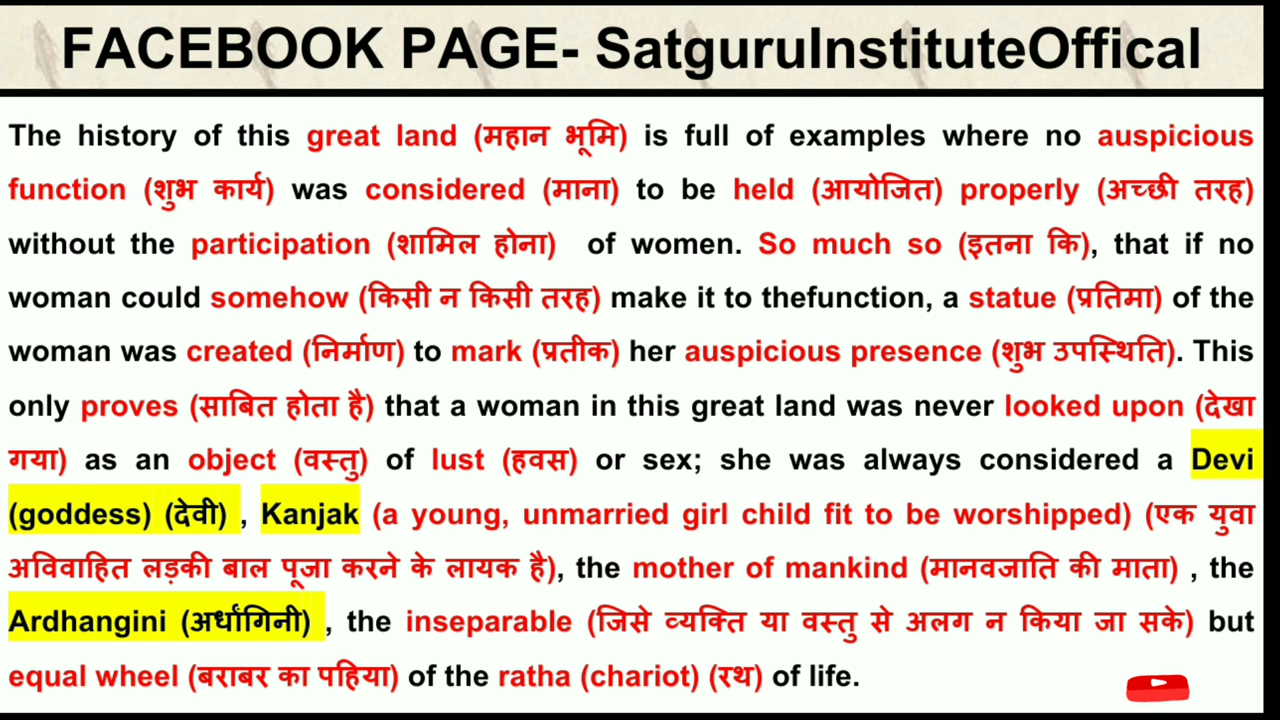 FACEBOOK PAGE- SatguruInstituteOffical
The history of this great land (महान भूमि) is full of examples where no auspicious
function (शुभ कार्य) was considered (माना) to be held (आयोजित) properly (अच्छी तरह)
without the participation (शामिल होना) of women. So much so (इतना कि), that if no
woman could somehow (किसी न किसी तरह) make it to thefunction, a statue (प्रतिमा) of the
woman was created (निर्माण) to mark (प्रतीक) her auspicious presence (शुभ उपस्थिति). This
only proves (साबित होता है) that a woman in this great land was never looked upon (देखा
गया) as an object (वस्तु) of lust (हवस) or sex; she was always considered a Devi
(goddess) (देवी) , Kanjak (a young, unmarried girl child fit to be worshipped) (एक युवा
अविवाहित लड़की बाल पूजा करने के लायक है), the mother of mankind (मानवजाति की माता) , the
Ardhangini (अर्धांगिनी) , the inseparable (जिसे व्यक्ति या वस्तु से अलग न किया जा सके) but
equal wheel (बराबर का पहिया) of the ratha (chariot) (रथ) of life.